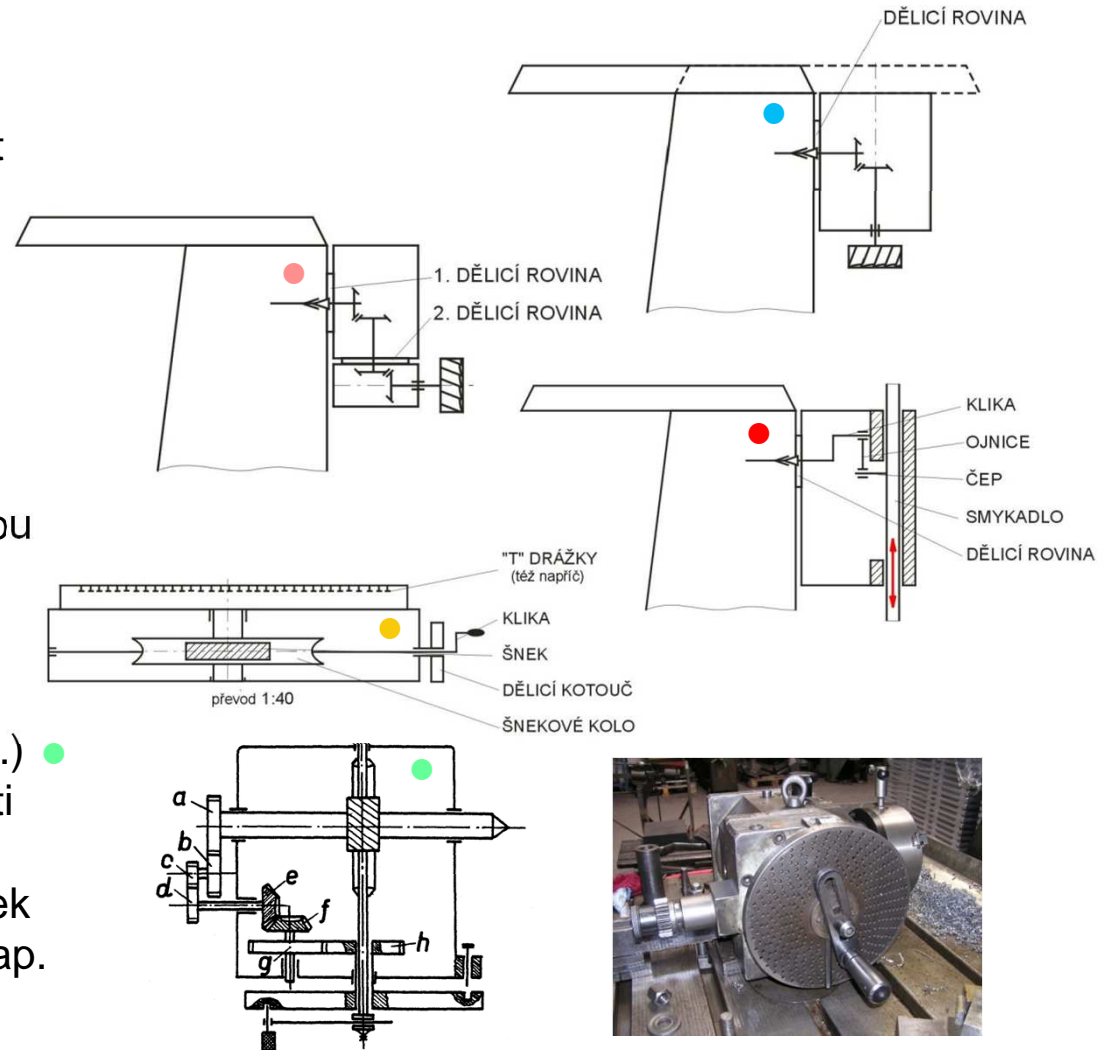 DĚLICÍ ROVINA
t
1. DĚLICÍ ROVINA
2. DĚLICÍ ROVINA
KLIKA
OJNICE
ČEP
SMYKADLO
DĚLICÍ ROVINA
"T" DRÁŽKY
(též napříč)
KLIKA
ŠNEK
DĚLICÍ KOTOUČ
ŠNEKOVÉ KOLO
převod 1:40
.)
ti
ek
ap.
a
b
c
d
e
f
g
h